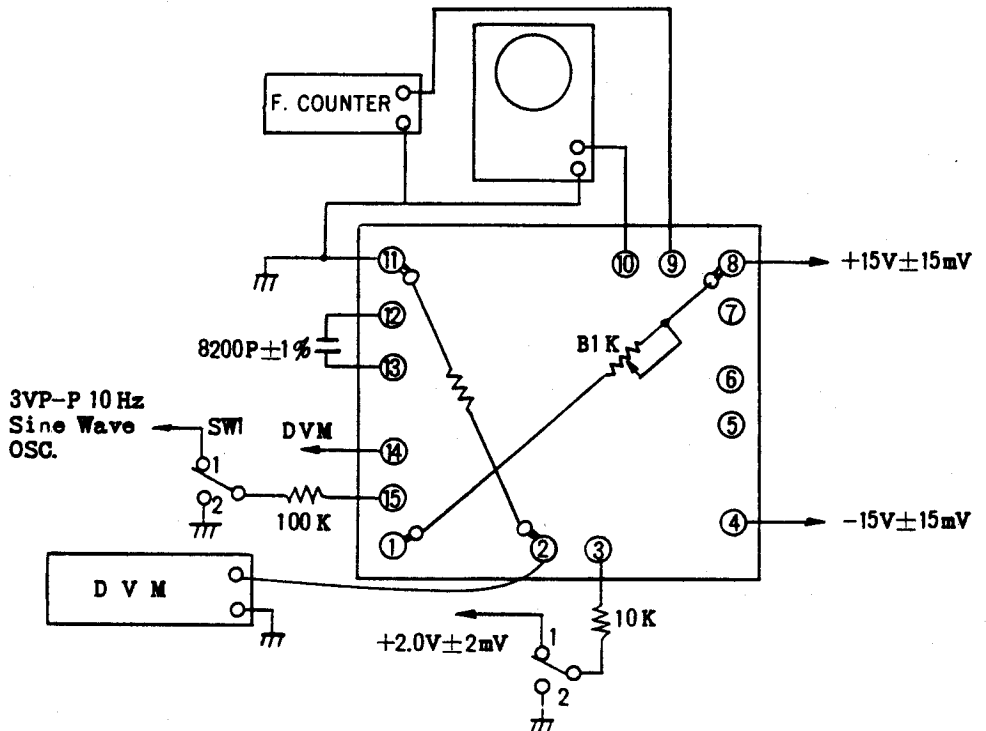 F. COUNTER
11
10
9
8
+15V±15mV
12
7
8200P±1%
B1K
13
6
3VP-P 10Hz
Sine Wave
OSC.
SW1
DVM
14
5
1
2
15
100K
4
-15V±15mV
1
2
3
DVM
10K
+2.0V±2mV
1
2